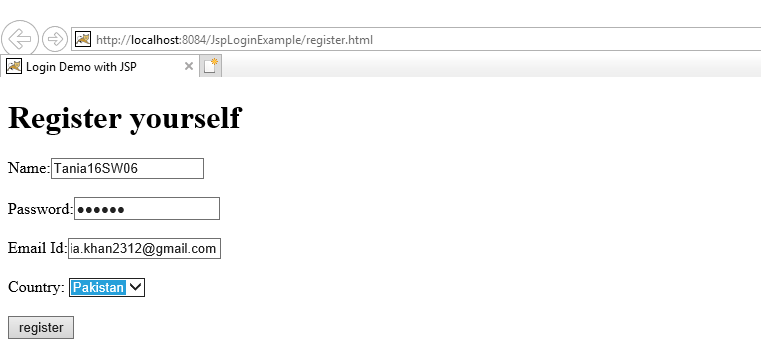 http://localhost:8084/JspLoginExample/register.html
Login Demo with JSP
Register yourself
Name: Tania16SW06
Password: ●●●●●●
Email Id: ia.khan2312@gmail.com
Country: Pakistan
register